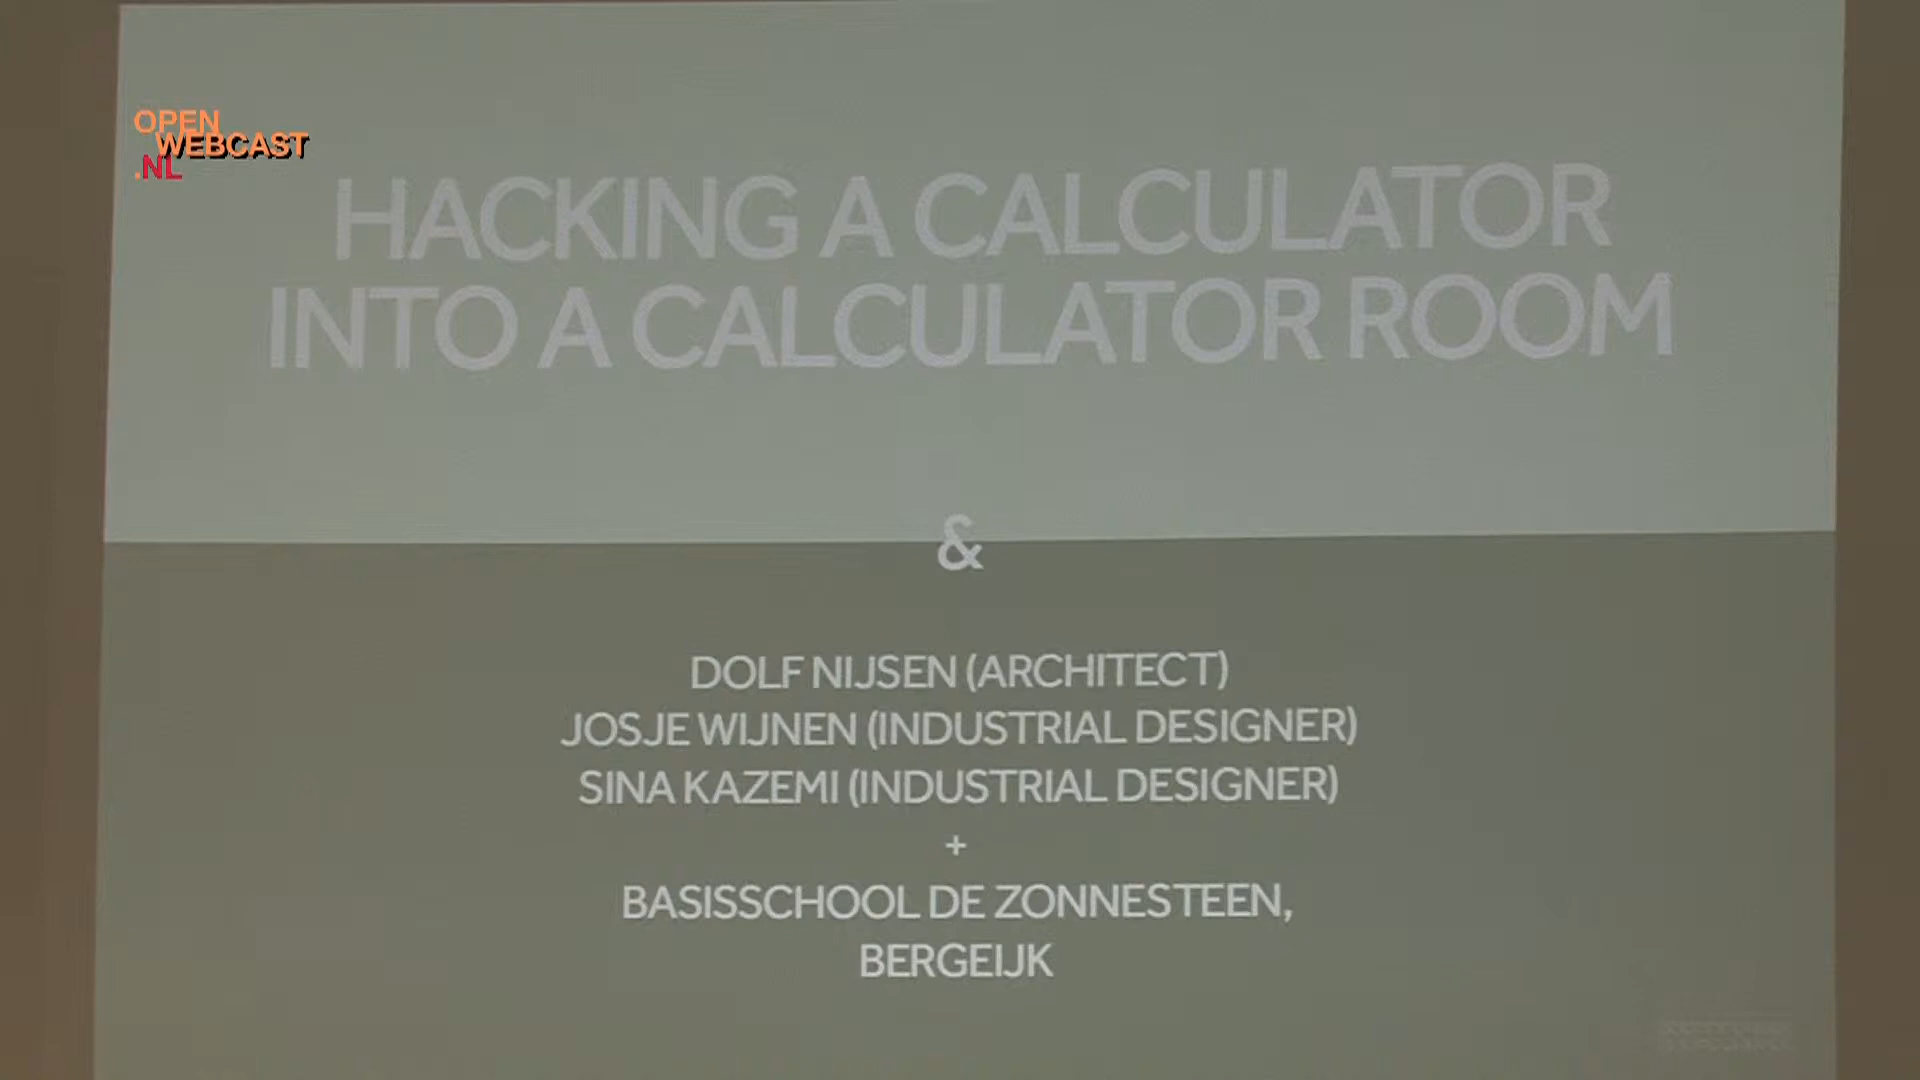 OPEN
WEBCAST
.NL
HACKING A CALCULATOR
INTO A CALCULATOR ROOM
&
DOLF NIJSEN (ARCHITECT)
JOSJE WIJNEN (INDUSTRIAL DESIGNER)
SINA KAZEMI (INDUSTRIAL DESIGNER)
+
BASISSCHOOL DE ZONNESTEEN,
BERGEIJK